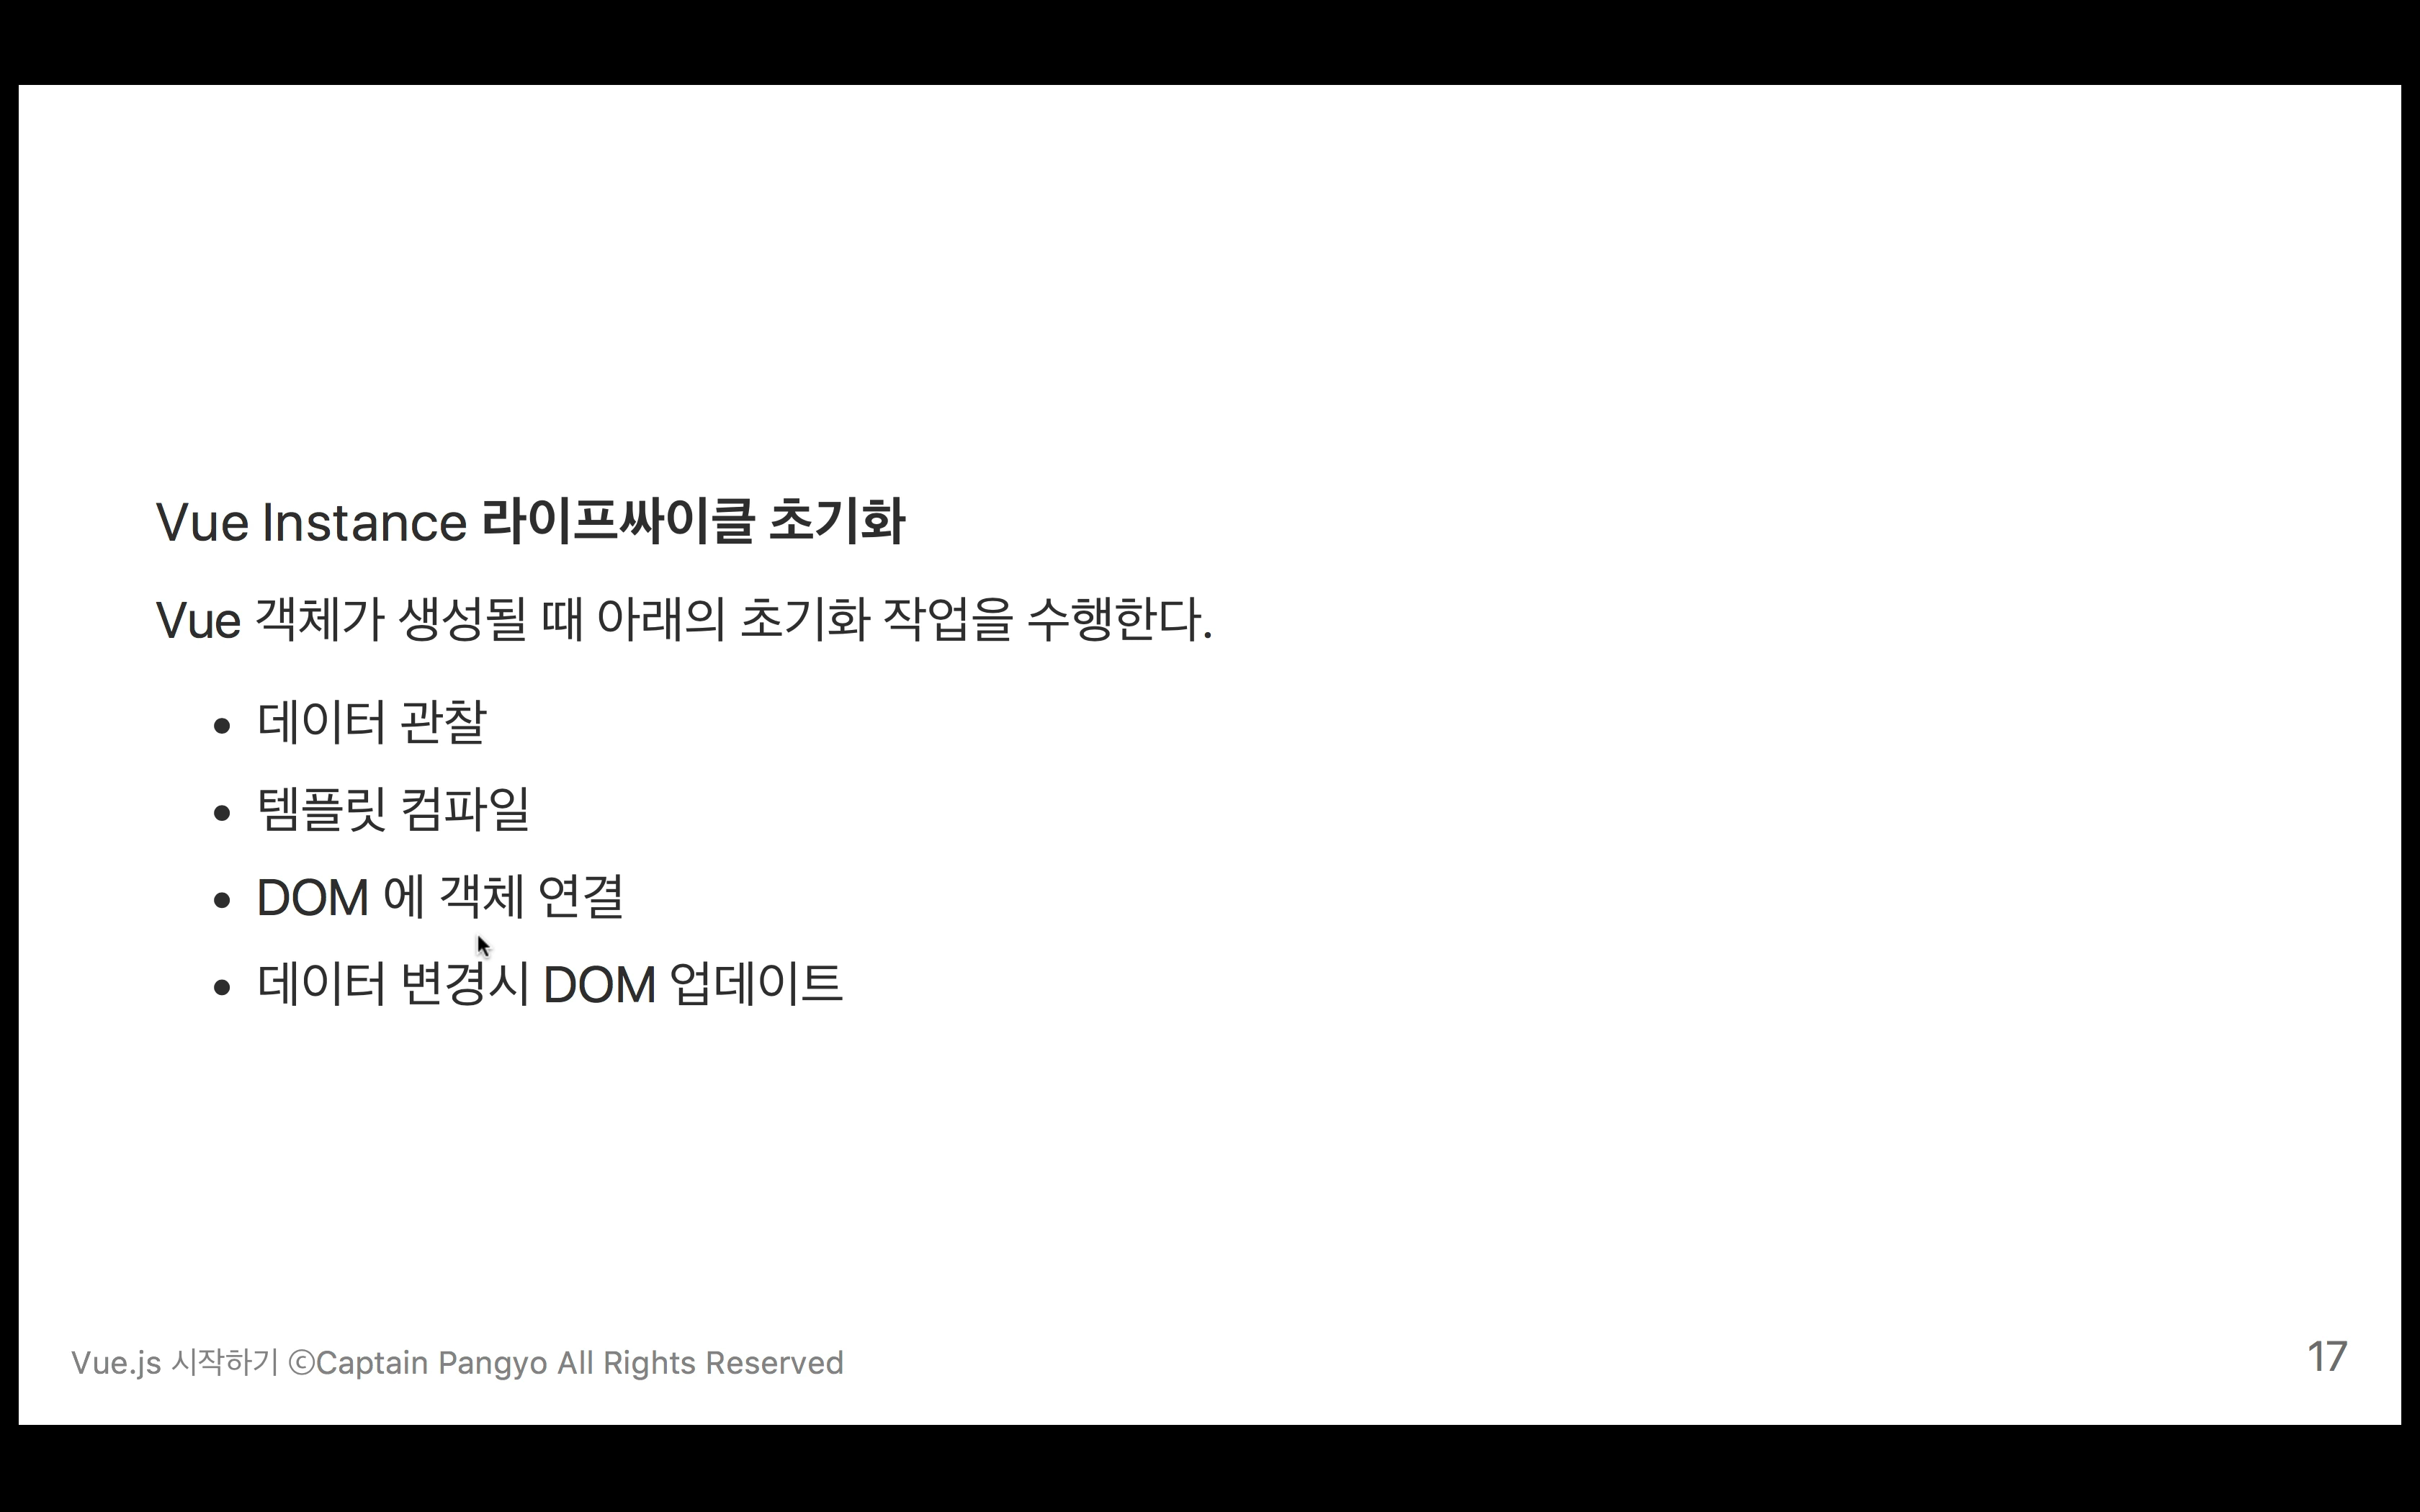 Vue Instance 라이프싸이클 초기화
Vue 객체가 생성될 때 아래의 초기화 작업을 수행한다.
• 데이터 관찰
• 템플릿 컴파일
• DOM 에 객체 연결
• 데이터 변경시 DOM 업데이트
Vue.js 시작하기 ©Captain Pangyo All Rights Reserved
17